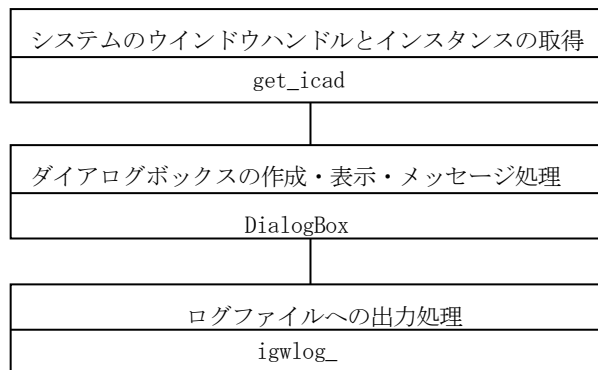 システムのウインドウハンドルとインスタンスの取得
get_icad
ダイアログボックスの作成・表示・メッセージ処理
DialogBox
ログファイルへの出力処理
igwlog_